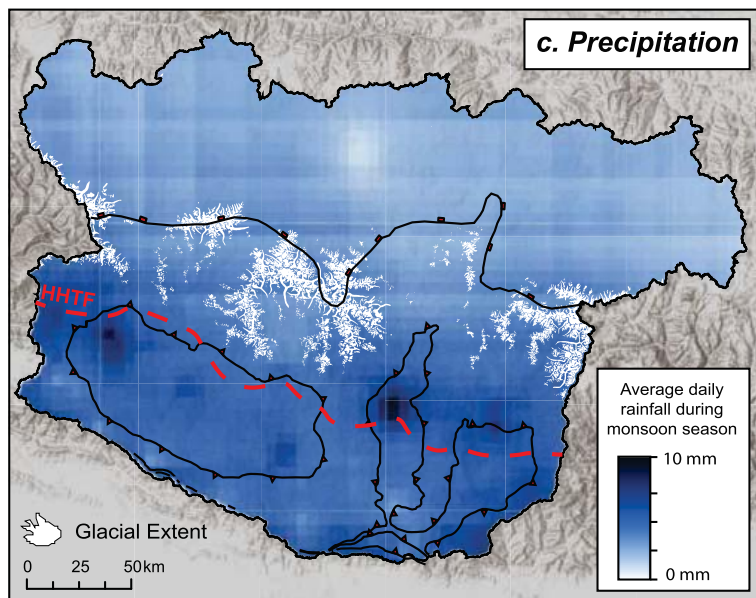 c. Precipitation
HHTF
Average daily
rainfall during
monsoon season
10 mm
0 mm
Glacial Extent
0 25 50km